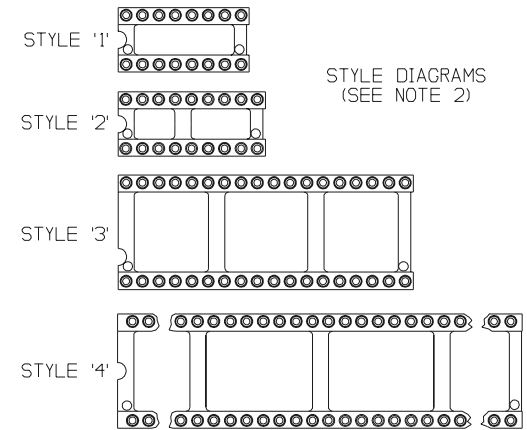 STYLE '1'
STYLE DIAGRAMS
(SEE NOTE 2)
STYLE '2'
STYLE '3'
STYLE '4'